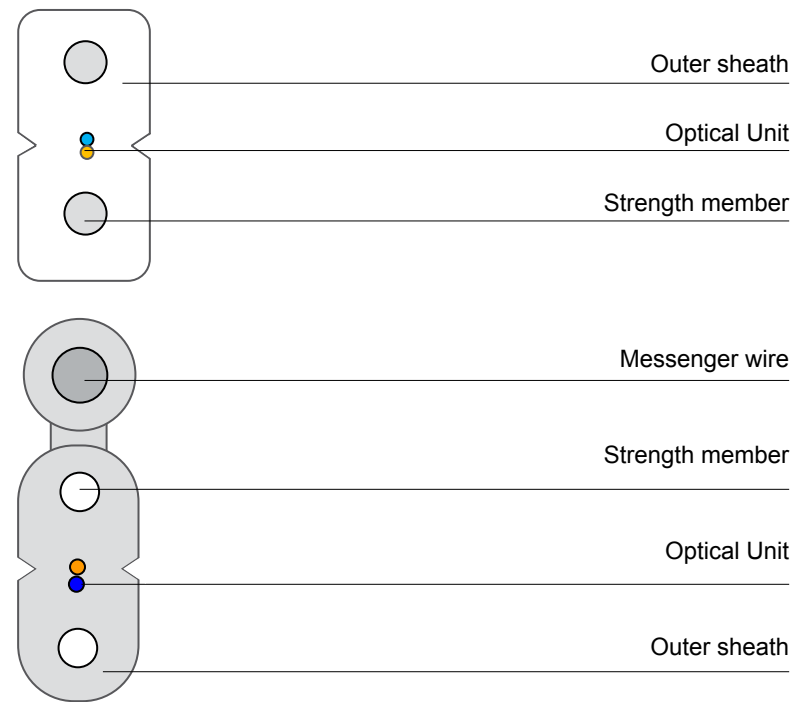 Outer sheath
Optical Unit
Strength member
Messenger wire
Strength member
Optical Unit
Outer sheath